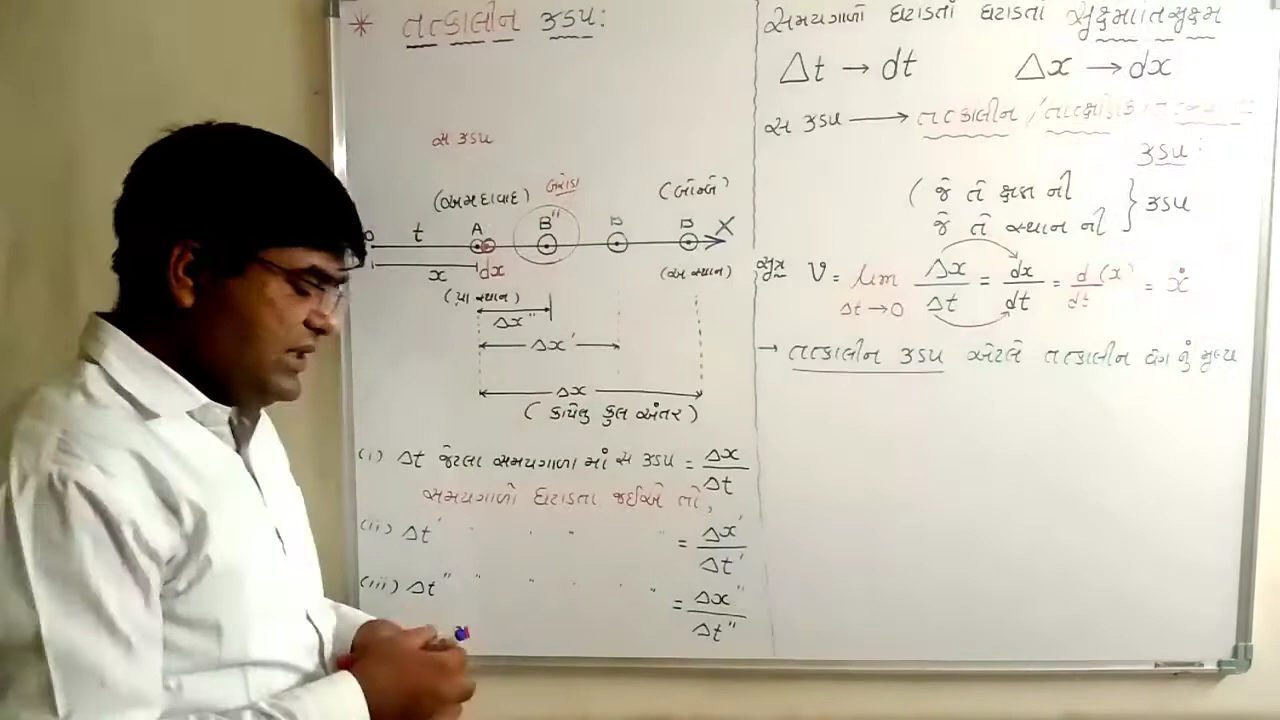 * તત્કાલીન ઝડપ:
સ ઝડપ
(અમદાવાદ) બરોડા (બોમ્બે)
t A B" B B X
x dx
(પ્રા સ્થાન) (અ સ્થાન)
Δx"
Δx'
Δx
(કાપેલુ કુલ અંતર)
(i) Δt જેટલા સમયગાળા માં સ ઝડપ = Δx/Δt
સમયગાળો ઘટાડતા જઈએ તો,
(ii) Δt' " " " " = Δx'/Δt'
(iii) Δt" " " " " = Δx"/Δt"
સમયગાળો ઘટાડતાં ઘટાડતાં સુક્ષ્માતિસુક્ષ્મ
Δt → dt Δx → dx
સ ઝડપ → તત્કાલીન /
ઝડપ:
(જે તે ક્ષણ ની
જે તે સ્થાન ની } ઝડપ
સુત્ર v = lim Δt→0 Δx/Δt = dx/dt = d/dt (x) = ẋ
→ તત્કાલીન ઝડપ એટલે તત્કાલીન વેગ નું મુલ્ય